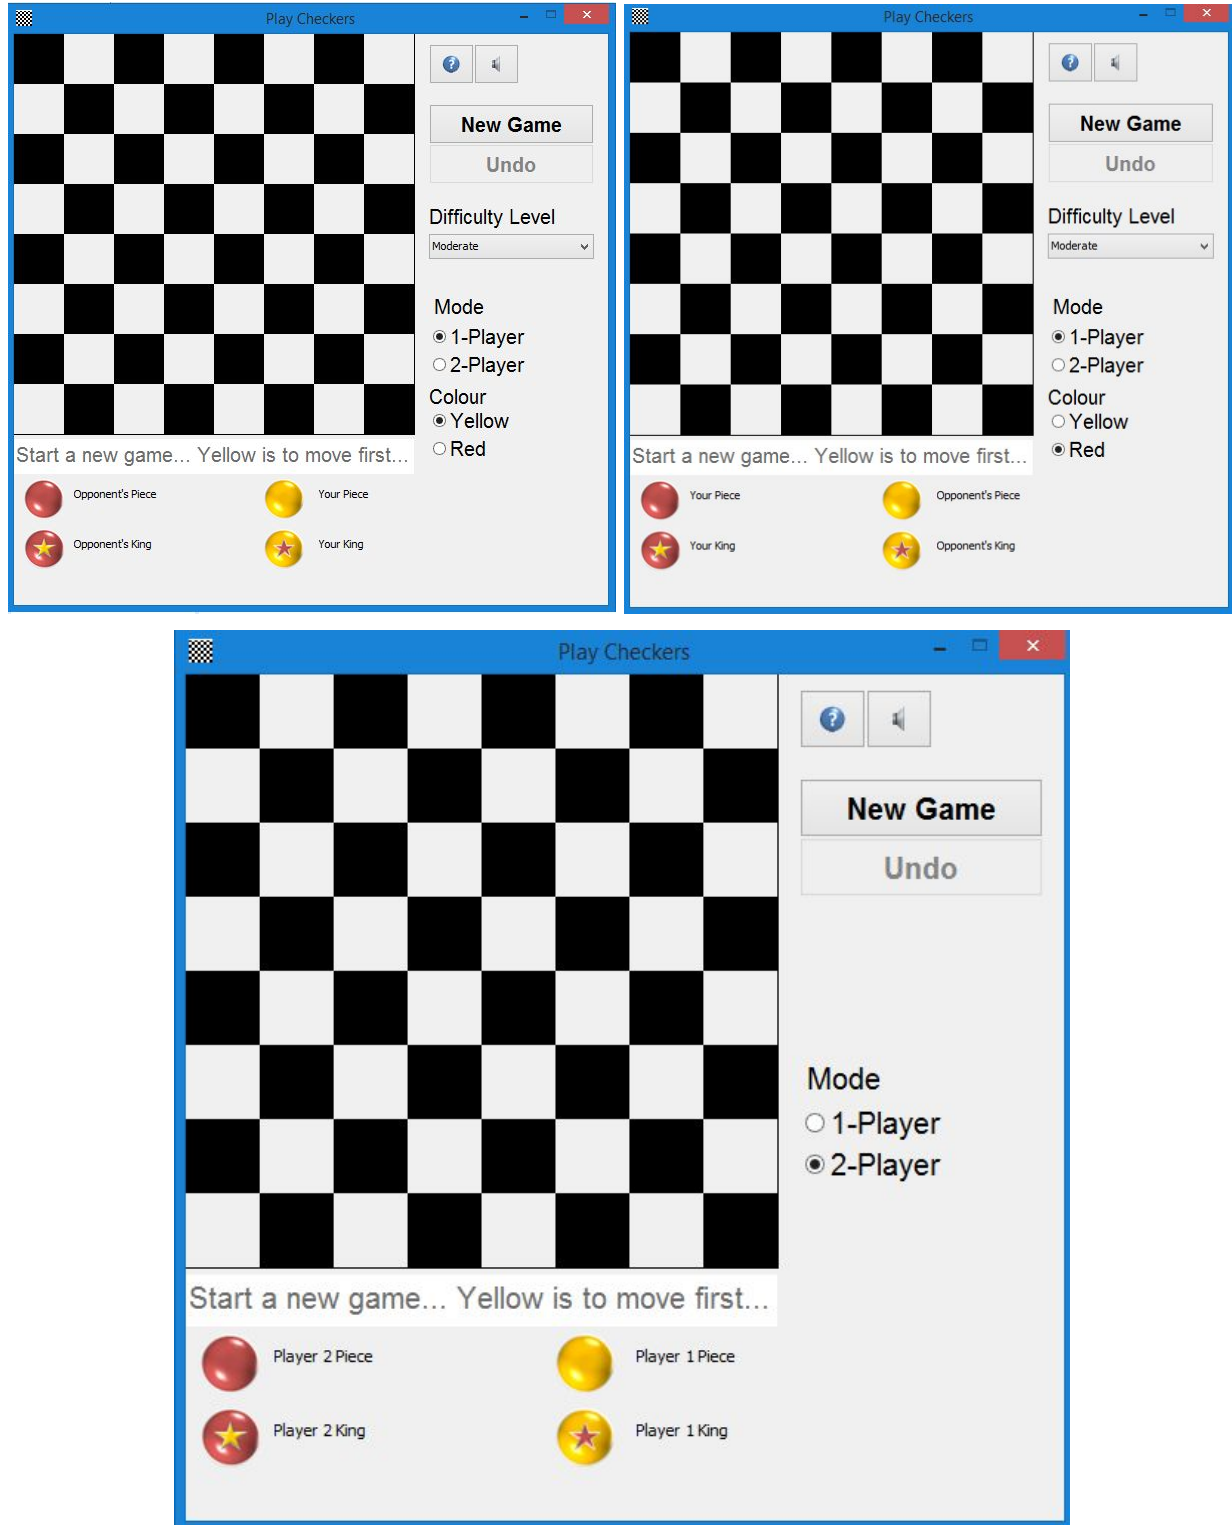 Play Checkers
New Game
Undo
Difficulty Level
Moderate
Mode
1-Player
2-Player
Colour
Yellow
Red
Start a new game... Yellow is to move first...
Opponent's Piece Your Piece
Opponent's King Your King
Play Checkers
New Game
Undo
Difficulty Level
Moderate
Mode
1-Player
2-Player
Colour
Yellow
Red
Start a new game... Yellow is to move first...
Your Piece Opponent's Piece
Your King Opponent's King
Play Checkers
New Game
Undo
Mode
1-Player
2-Player
Start a new game... Yellow is to move first...
Player 2 Piece Player 1 Piece
Player 2 King Player 1 King